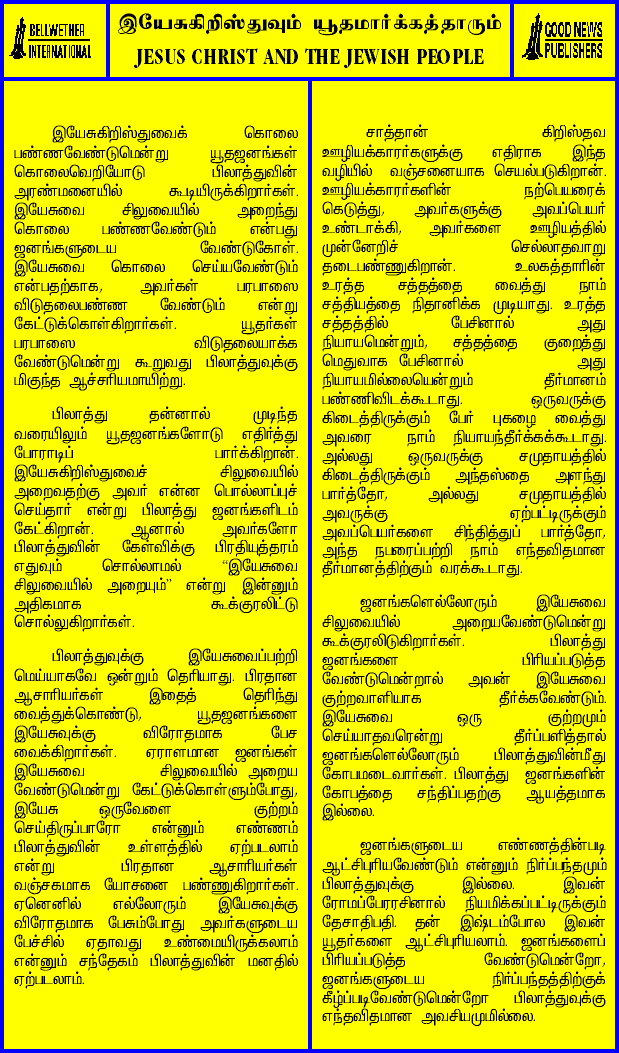 BELLWETHER
INTERNATIONAL
இயேசுகிறிஸ்துவும் யூதமார்க்கத்தாரும்
JESUS CHRIST AND THE JEWISH PEOPLE
GOOD NEWS
PUBLISHERS
இயேசுகிறிஸ்துவைக் கொலை
பண்ணவேண்டுமென்று யூதஜனங்கள்
கொலைவெறியோடு பிலாத்துவின்
அரண்மனையில் கூடியிருக்கிறார்கள்.
இயேசுவை சிலுவையில் அறைந்து
கொலை பண்ணவேண்டும் என்பது
ஜனங்களுடைய வேண்டுகோள்.
இயேசுவை கொலை செய்யவேண்டும்
என்பதற்காக, அவர்கள் பரபாஸை
விடுதலைபண்ண வேண்டும் என்று
கேட்டுக்கொள்கிறார்கள். யூதர்கள்
பரபாஸை விடுதலையாக்க
வேண்டுமென்று கூறுவது பிலாத்துவுக்கு
மிகுந்த ஆச்சரியமாயிற்று.
பிலாத்து தன்னால் முடிந்த
வரையிலும் யூதஜனங்களோடு எதிர்த்து
போராடிப் பார்க்கிறான்.
இயேசுகிறிஸ்துவைச் சிலுவையில்
அறைவதற்கு அவர் என்ன பொல்லாப்புச்
செய்தார் என்று பிலாத்து ஜனங்களிடம்
கேட்கிறான். ஆனால் அவர்களோ
பிலாத்துவின் கேள்விக்கு பிரதியுத்தரம்
எதுவும் சொல்லாமல் “இயேசுவை
சிலுவையில் அறையும்” என்று இன்னும்
அதிகமாக கூக்குரலிட்டு
சொல்லுகிறார்கள்.
பிலாத்துவுக்கு இயேசுவைப்பற்றி
மெய்யாகவே ஒன்றும் தெரியாது. பிரதான
ஆசாரியர்கள் இதைத் தெரிந்து
வைத்துக்கொண்டு, யூதஜனங்களை
இயேசுவுக்கு விரோதமாக பேச
வைக்கிறார்கள். ஏராளமான ஜனங்கள்
இயேசுவை சிலுவையில் அறைய
வேண்டுமென்று கேட்டுக்கொள்ளும்போது,
இயேசு ஒருவேளை குற்றம்
செய்திருப்பாரோ என்னும் எண்ணம்
பிலாத்துவின் உள்ளத்தில் ஏற்படலாம்
என்று பிரதான ஆசாரியர்கள்
வஞ்சகமாக யோசனை பண்ணுகிறார்கள்.
ஏனெனில் எல்லோரும் இயேசுவுக்கு
விரோதமாக பேசும்போது அவர்களுடைய
பேச்சில் ஏதாவது உண்மையிருக்கலாம்
என்னும் சந்தேகம் பிலாத்துவின் மனதில்
ஏற்படலாம்.
சாத்தான் கிறிஸ்தவ
ஊழியக்காரர்களுக்கு எதிராக இந்த
வழியில் வஞ்சனையாக செயல்படுகிறான்.
ஊழியக்காரர்களின் நற்பெயரைக்
கெடுத்து, அவர்களுக்கு அவப்பெயர்
உண்டாக்கி, அவர்களை ஊழியத்தில்
முன்னேறிச் செல்லாதவாறு
தடைபண்ணுகிறான். உலகத்தாரின்
உரத்த சத்தத்தை வைத்து நாம்
சத்தியத்தை நிதானிக்க முடியாது. உரத்த
சத்தத்தில் பேசினால் அது
நியாயமென்றும், சத்தத்தை குறைத்து
மெதுவாக பேசினால் அது
நியாயமில்லையென்றும் தீர்மானம்
பண்ணிவிடக்கூடாது. ஒருவருக்கு
கிடைத்திருக்கும் பேர் புகழை வைத்து
அவரை நாம் நியாயந்தீர்க்கக்கூடாது.
அல்லது ஒருவருக்கு சமுதாயத்தில்
கிடைத்திருக்கும் அந்தஸ்தை அளந்து
பார்த்தோ, அல்லது சமுதாயத்தில்
அவருக்கு ஏற்பட்டிருக்கும்
அவப்பெயர்களை சிந்தித்துப் பார்த்தோ,
அந்த நபரைப்பற்றி நாம் எந்தவிதமான
தீர்மானத்திற்கும் வரக்கூடாது.
ஜனங்களெல்லோரும் இயேசுவை
சிலுவையில் அறையவேண்டுமென்று
கூக்குரலிடுகிறார்கள். பிலாத்து
ஜனங்களை பிரியப்படுத்த
வேண்டுமென்றால் அவன் இயேசுவை
குற்றவாளியாக தீர்க்கவேண்டும்.
இயேசுவை ஒரு குற்றமும்
செய்யாதவரென்று தீர்ப்பளித்தால்
ஜனங்களெல்லோரும் பிலாத்துவின்மீது
கோபமடைவார்கள். பிலாத்து ஜனங்களின்
கோபத்தை சந்திப்பதற்கு ஆயத்தமாக
இல்லை.
ஜனங்களுடைய எண்ணத்தின்படி
ஆட்சிபுரியவேண்டும் என்னும் நிர்ப்பந்தமும்
பிலாத்துவுக்கு இல்லை. இவன்
ரோமப்பேரரசினால் நியமிக்கப்பட்டிருக்கும்
தேசாதிபதி. தன் இஷ்டம்போல இவன்
யூதர்களை ஆட்சிபுரியலாம். ஜனங்களைப்
பிரியப்படுத்த வேண்டுமென்றோ,
ஜனங்களுடைய நிர்ப்பந்தத்திற்குக்
கீழ்ப்படிவேண்டுமென்றோ பிலாத்துவுக்கு
எந்தவிதமான அவசியமுமில்லை.